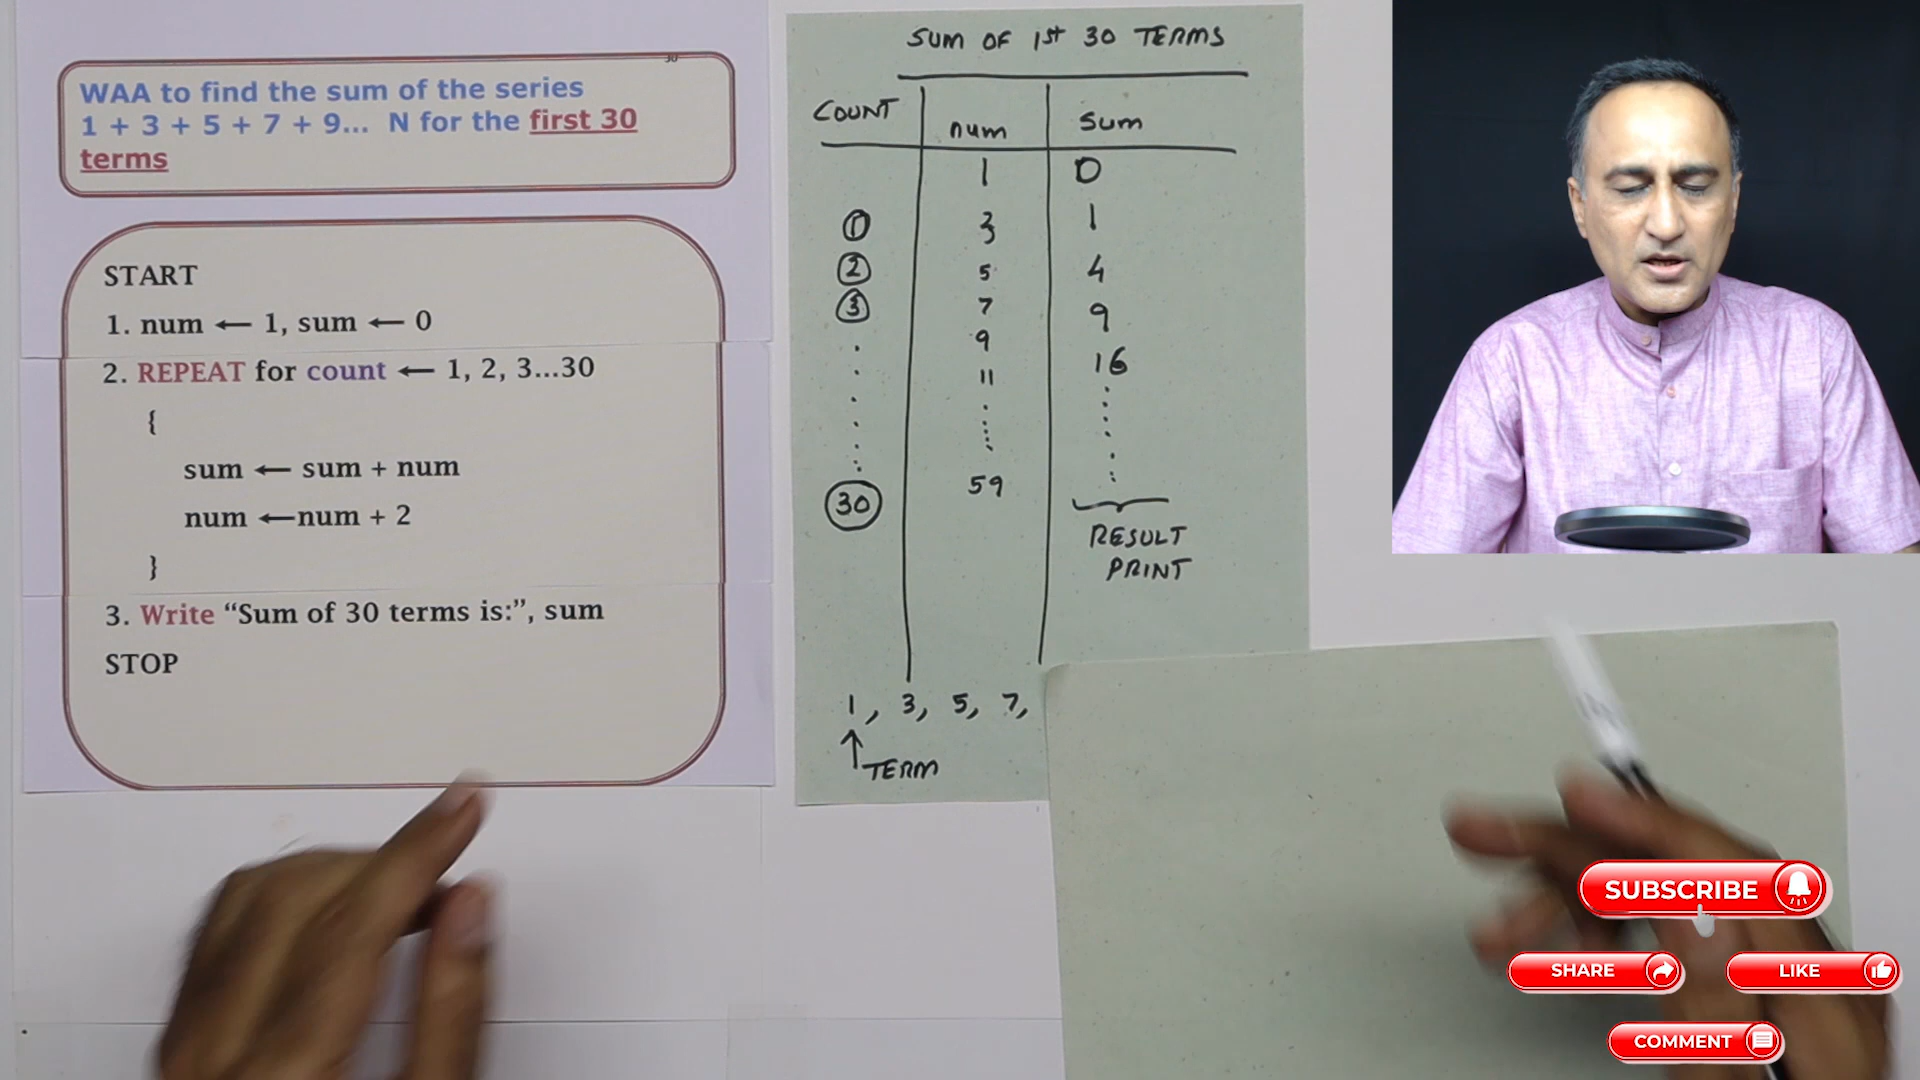 30
WAA to find the sum of the series
1 + 3 + 5 + 7 + 9... N for the first 30
terms
START
1. num ← 1, sum ← 0
2. REPEAT for count ← 1, 2, 3...30
{
sum ← sum + num
num ←num + 2
}
3. Write “Sum of 30 terms is:”, sum
STOP
SUM OF 1st 30 TERMS
COUNT num sum
1 0
1 3 1
2 5 4
3 7 9
. 9 16
. 11 .
30 59
RESULT
PRINT
1, 3, 5, 7,
↑TERM
SUBSCRIBE
SHARE LIKE
COMMENT